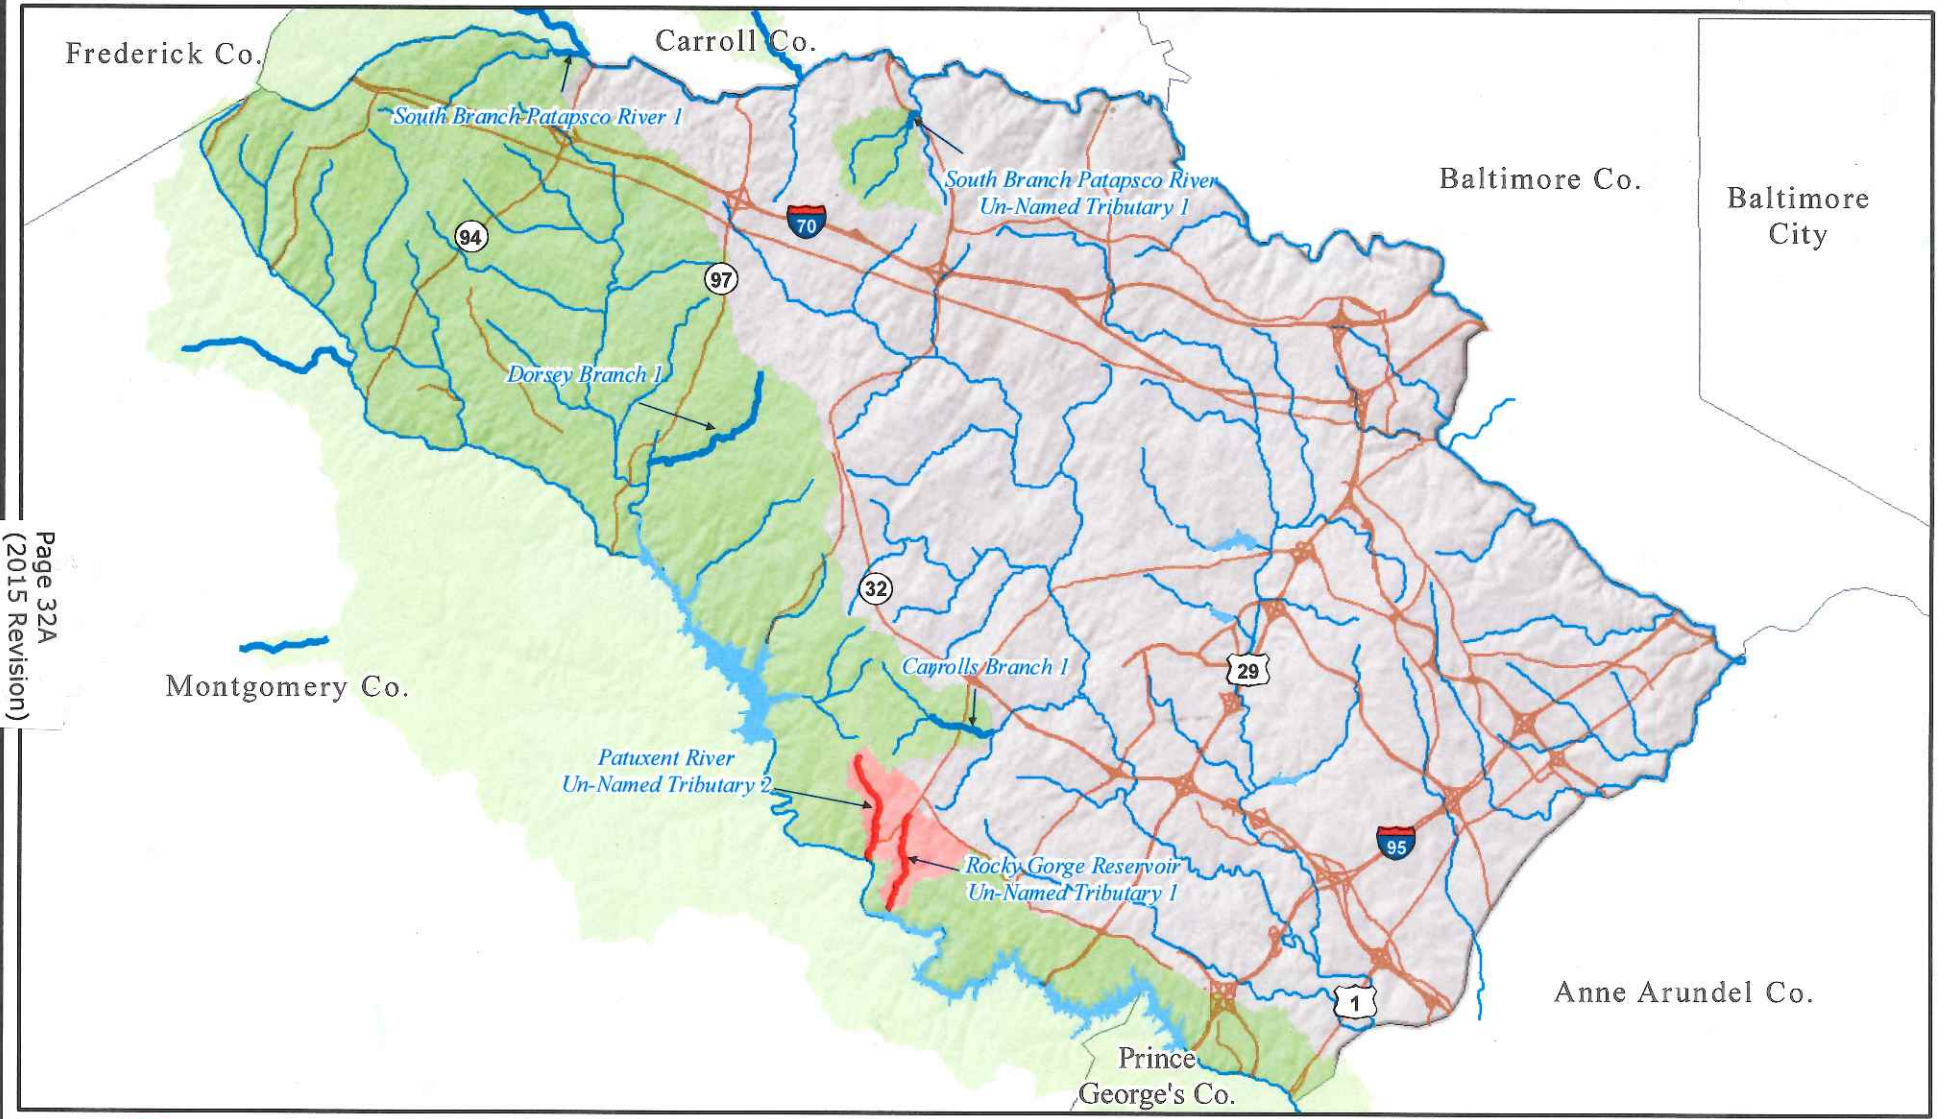 Frederick Co.
Carroll Co.
South Branch Patapsco River 1
South Branch Patapsco River
Un-Named Tributary 1
Baltimore Co.
Baltimore
City
94
70
97
Dorsey Branch 1
Page 32A
(2015 Revision)
32
Montgomery Co.
Carrolls Branch 1
29
Patuxent River
Un-Named Tributary 2
95
Rocky Gorge Reservoir
Un-Named Tributary 1
1
Anne Arundel Co.
Prince
George's Co.